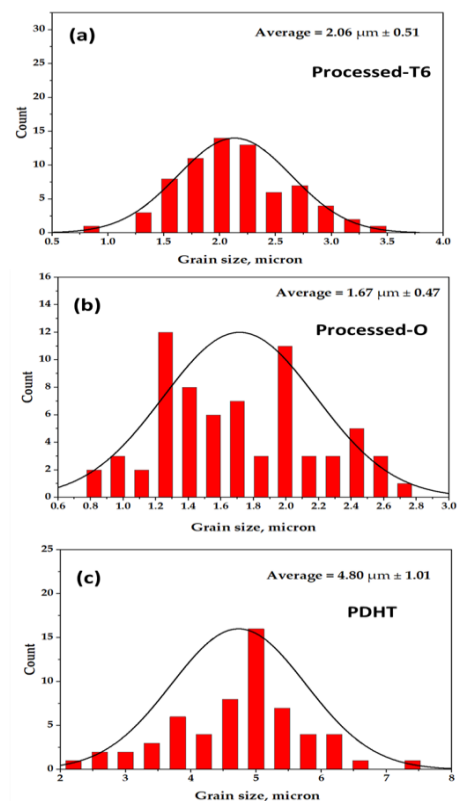 (a)
Average = 2.06 µm ± 0.51
Processed-T6
Count
30
25
20
15
10
5
0
0.5 1.0 1.5 2.0 2.5 3.0 3.5 4.0
Grain size, micron
(b)
Average = 1.67 µm ± 0.47
Processed-O
Count
16
14
12
10
8
6
4
2
0
0.6 0.8 1.0 1.2 1.4 1.6 1.8 2.0 2.2 2.4 2.6 2.8 3.0
Grain size, micron
(c)
Average = 4.80 µm ± 1.01
PDHT
Count
25
20
15
10
5
0
2 3 4 5 6 7 8
Grain size, micron